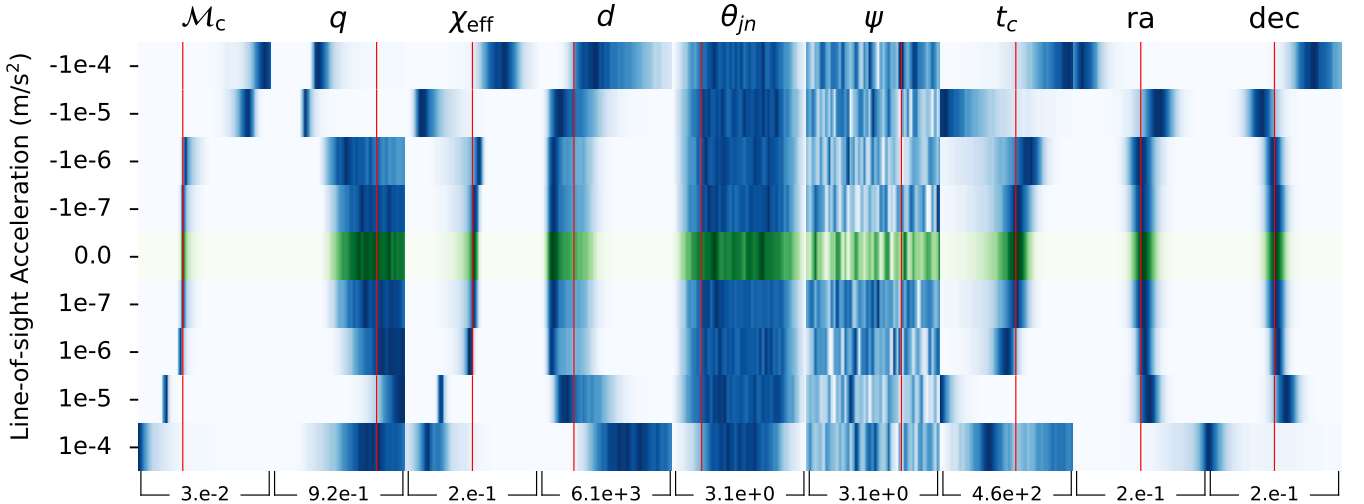 ℳc q χeff d θjn ψ tc ra dec
Line-of-sight Acceleration (m/s²)
-1e-4
-1e-5
-1e-6
-1e-7
0.0
1e-7
1e-6
1e-5
1e-4
3.e-2 9.2e-1 2.e-1 6.1e+3 3.1e+0 3.1e+0 4.6e+2 2.e-1 2.e-1